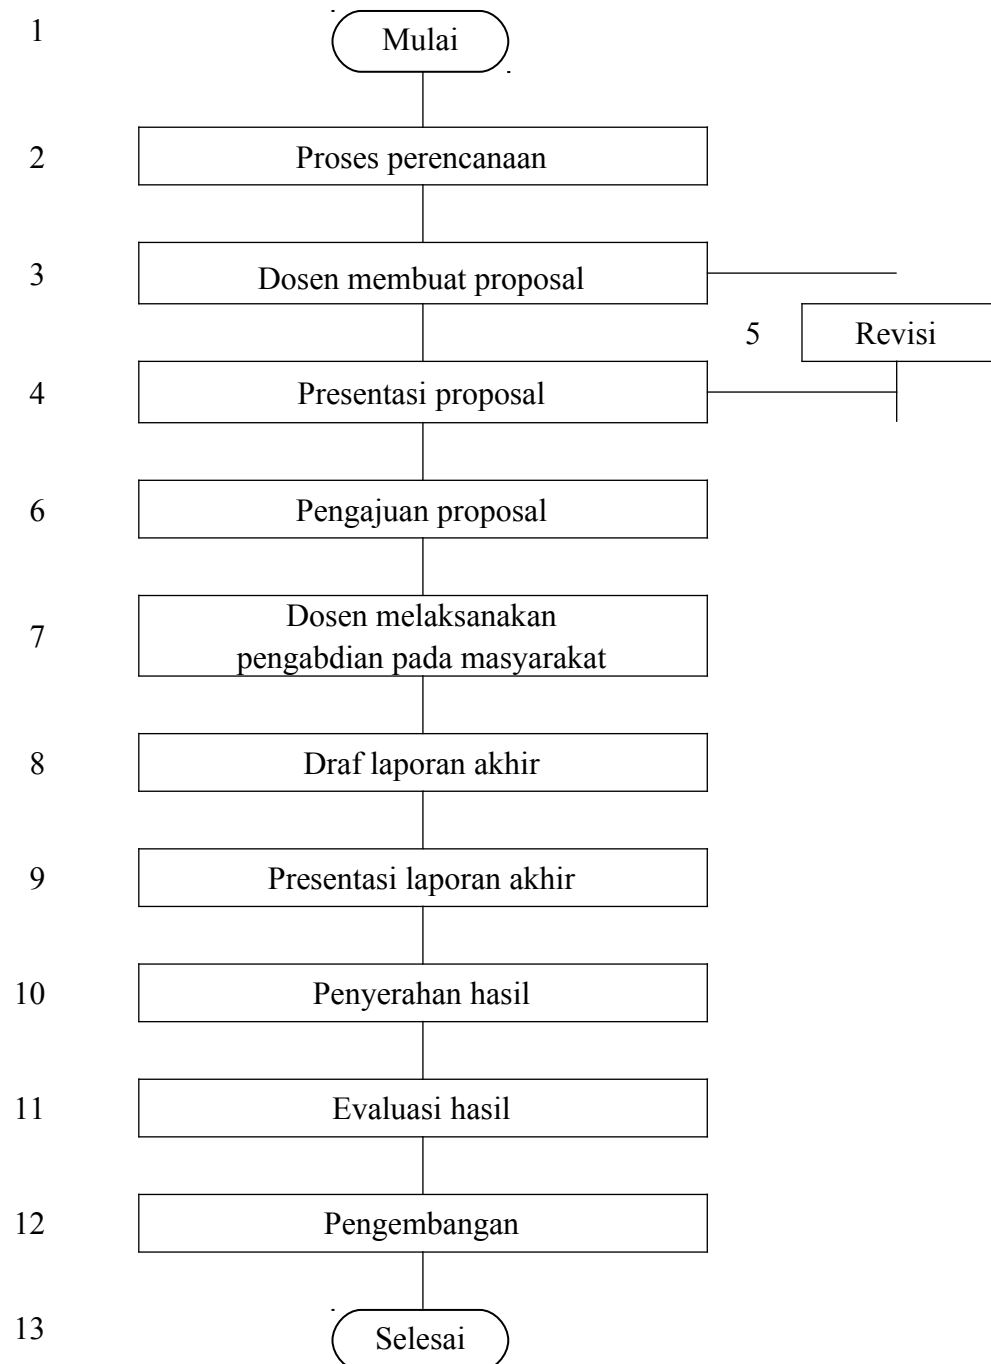 1 Mulai
2 Proses perencanaan
3 Dosen membuat proposal
5 Revisi
4 Presentasi proposal
6 Pengajuan proposal
7 Dosen melaksanakan
pengabdian pada masyarakat
8 Draf laporan akhir
9 Presentasi laporan akhir
10 Penyerahan hasil
11 Evaluasi hasil
12 Pengembangan
13 Selesai